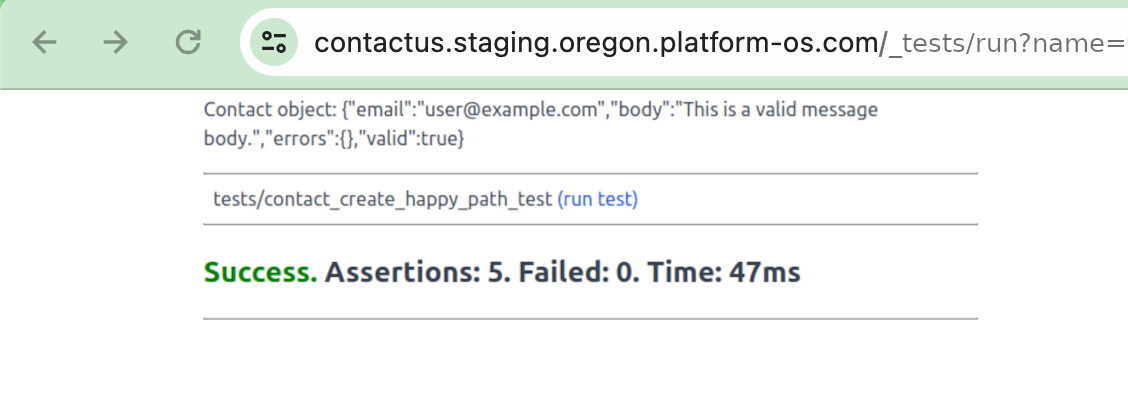 contactus.staging.oregon.platform-os.com/_tests/run?name=
Contact object: {"email":"user@example.com","body":"This is a valid message
body.","errors":{},"valid":true}
tests/contact_create_happy_path_test (run test)
Success. Assertions: 5. Failed: 0. Time: 47ms